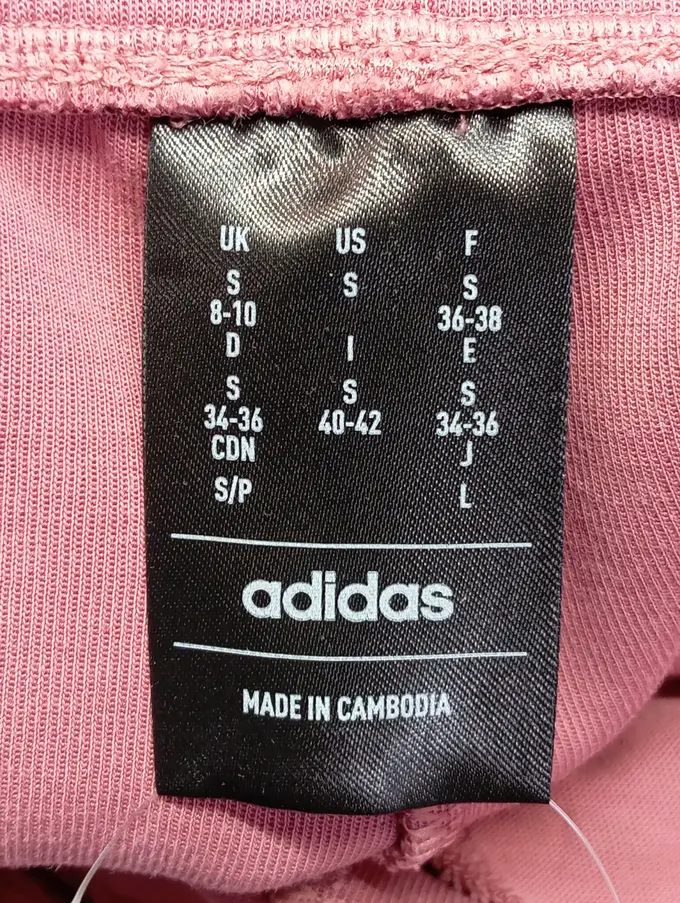 UK US F
S S S
8-10 36-38
D I E
S S S
34-36 40-42 34-36
CDN J
S/P L
adidas
MADE IN CAMBODIA